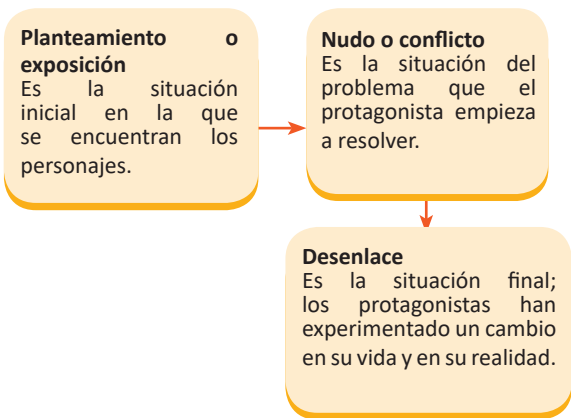 Planteamiento o
exposición
Es la situación
inicial en la que
se encuentran los
personajes.
Nudo o conflicto
Es la situación del
problema que el
protagonista empieza
a resolver.
Desenlace
Es la situación final;
los protagonistas han
experimentado un cambio
en su vida y en su realidad.